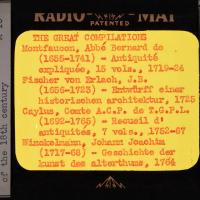 RADIO-MAT
PATENTED
THE GREAT COMPILATIONS
Montfaucon, Abbé Bernard de
(1655-1741) - Antiquité
expliquée, 15 vols., 1719-24
Fischer von Erlach, J.B.
(1656-1723) - Entwürff einer
historischen architektur, 1725
Caylus, Comte A.C.P. de T.G.P.L.
(1692-1765) - Recueil d'
antiquités, 7 vols., 1752-67
Winckelmann, Johann Joachim
(1717-68) - Geschichte der
kunst des alterthums, 1764
of the 18th century